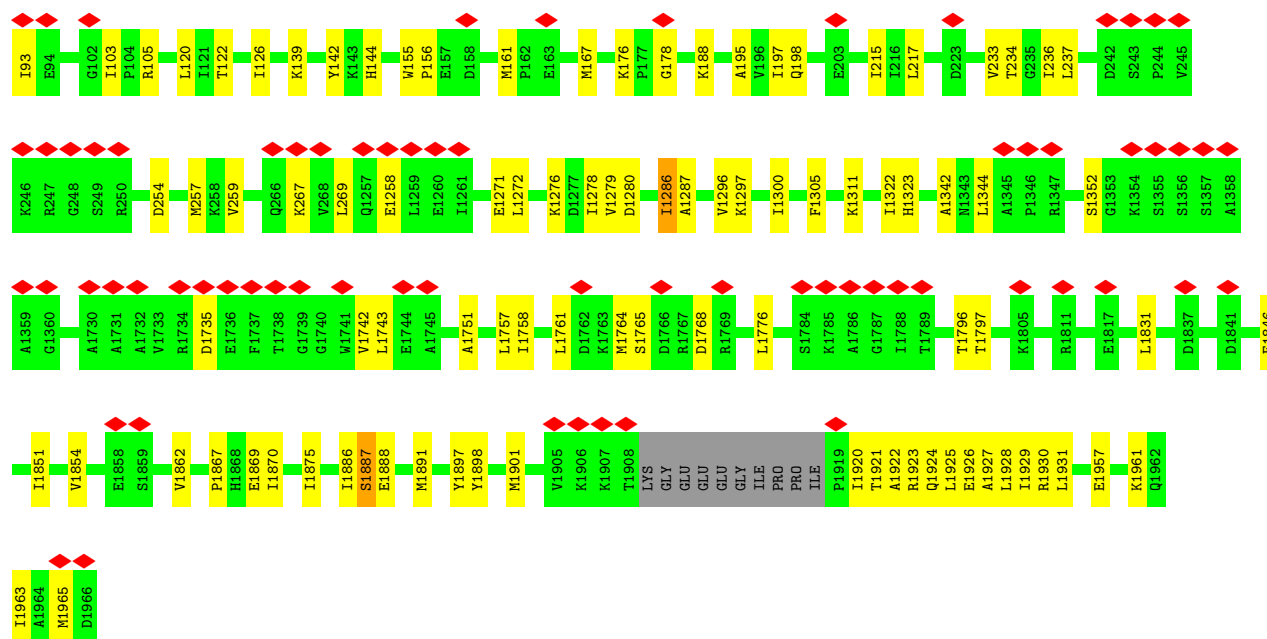 I93 E94 G102 I103 P104 R105 L120 I121 T122 I126 K139 Y142 K143 H144 W155 P156 E157 D158 M161 P162 E163 M167 K176 P177 G178 K188 A195 V196 I197 Q198 E203 I215 I216 L217 D223 V233 T234 G235 I236 L237 D242 S243 P244 V245
K246 R247 G248 S249 R250 D254 M257 K258 V259 Q266 K267 V268 L269 Q1257 E1258 L1259 E1260 I1261 E1271 L1272 K1276 D1277 I1278 V1279 D1280 I1286 A1287 V1296 K1297 I1300 F1305 K1311 I1322 H1323 A1342 N1343 L1344 A1345 P1346 R1347 S1352 G1353 K1354 S1355 S1356 S1357 A1358
A1359 G1360 A1730 A1731 A1732 V1733 R1734 D1735 E1736 F1737 T1738 G1739 G1740 W1741 V1742 L1743 E1744 A1745 A1751 L1757 I1758 L1761 D1762 K1763 M1764 S1765 D1766 R1767 D1768 R1769 L1776 S1784 K1785 A1786 G1787 I1788 T1789 T1796 T1797 K1805 R1811 E1817 L1831 D1837 D1841
I1851 V1854 E1858 S1859 V1862 P1867 H1868 E1869 I1870 I1875 I1886 S1887 E1888 M1891 Y1897 Y1898 M1901 V1905 K1906 K1907 T1908 LYS GLY GLU GLU GLU GLY ILE PRO PRO ILE P1919 I1920 T1921 A1922 R1923 Q1924 L1925 E1926 A1927 L1928 I1929 R1930 L1931 E1957 K1961 Q1962
I1963 A1964 M1965 D1966